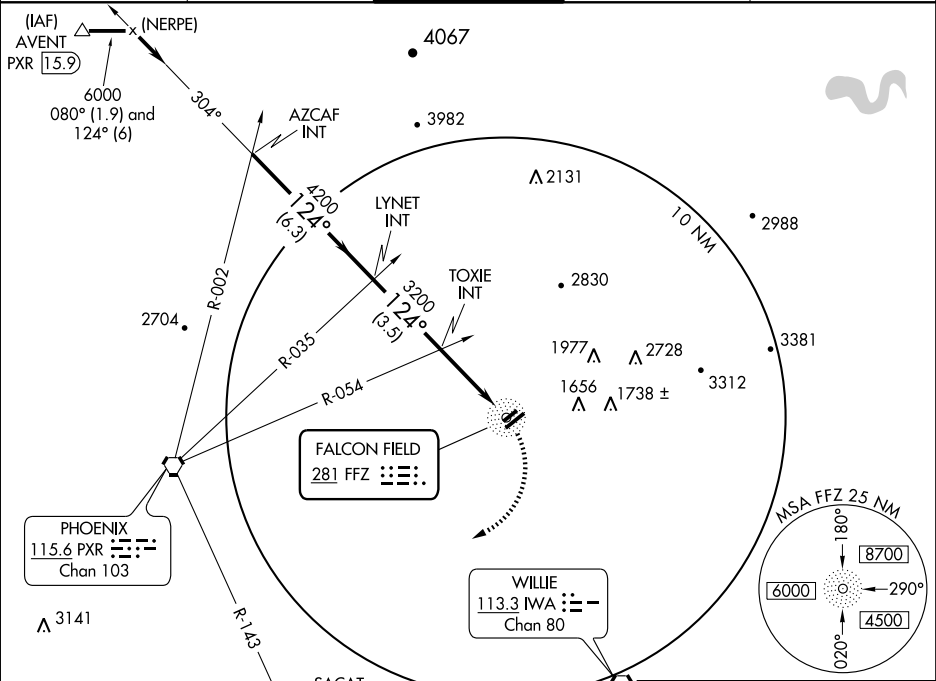 (IAF)
AVENT
PXR 15.9
(NERPE)
6000
080° (1.9) and
124° (6)
304°
AZCAF
INT
4067
3982
2131
10 NM
2988
4200
124°
(6.3)
LYNET
INT
R-002
2704
R-035
3200
124°
(3.5)
TOXIE
INT
2830
3381
1977
2728
3312
1656
1738 ±
R-054
FALCON FIELD
281 FFZ
PHOENIX
115.6 PXR
Chan 103
3141
R-143
WILLIE
113.3 IWA
Chan 80
MSA FFZ 25 NM
180°
8700
6000
290°
4500
020°
SACAT